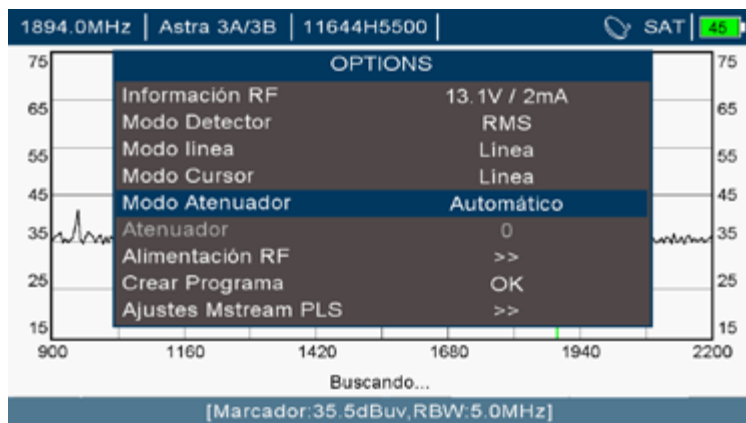 1894.0MHz | Astra 3A/3B | 11644H5500 | SAT 45
OPTIONS
75 75
Información RF 13.1V / 2mA
65 65
Modo Detector RMS
Modo linea Linea
55 55
Modo Cursor Linea
45 Modo Atenuador Automático 45
35 Atenuador 0 35
Alimentación RF >>
25 Crear Programa OK 25
Ajustes Mstream PLS >>
15 15
900 1160 1420 1680 1940 2200
Buscando...
[Marcador:35.5dBuv,RBW:5.0MHz]